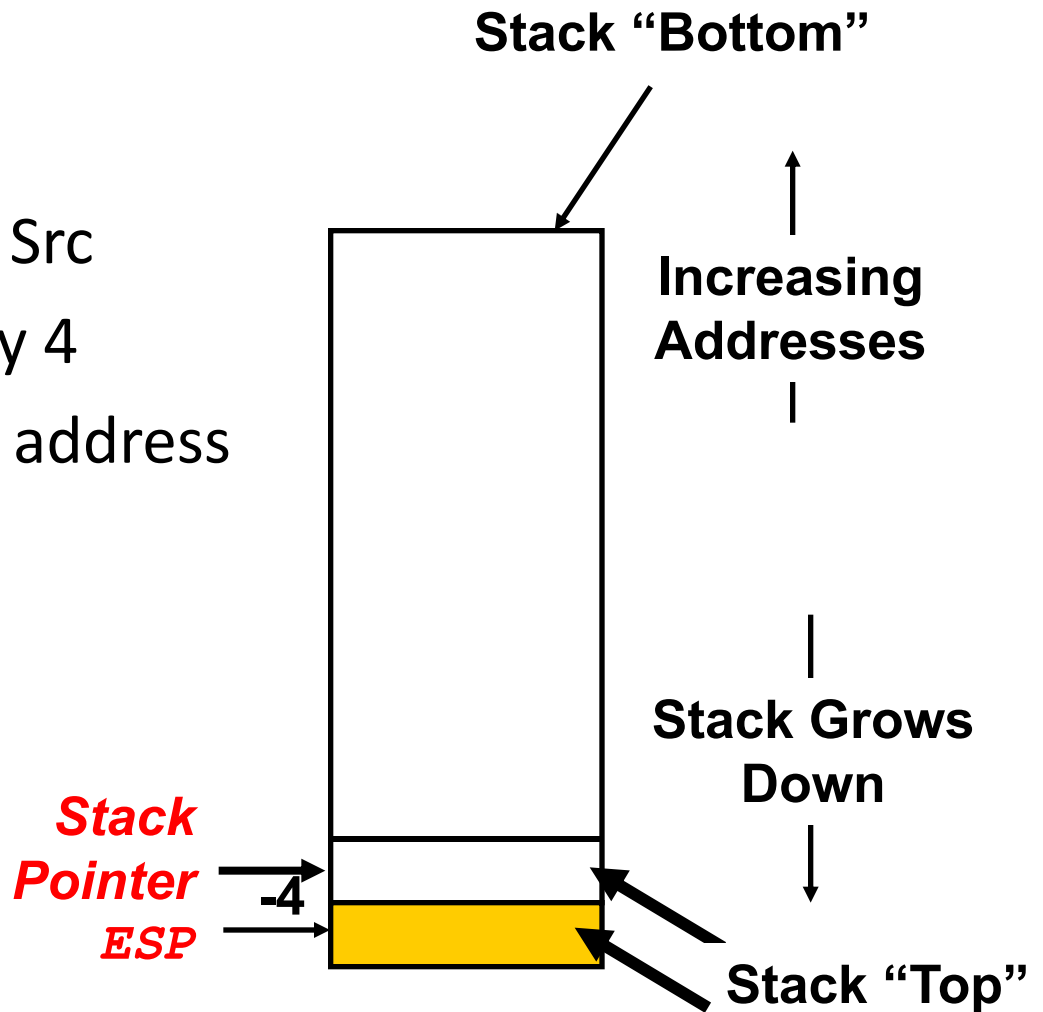 Stack “Bottom”
Src
y 4
address
Increasing
Addresses
Stack Grows
Down
Stack
Pointer
-4
ESP
Stack “Top”